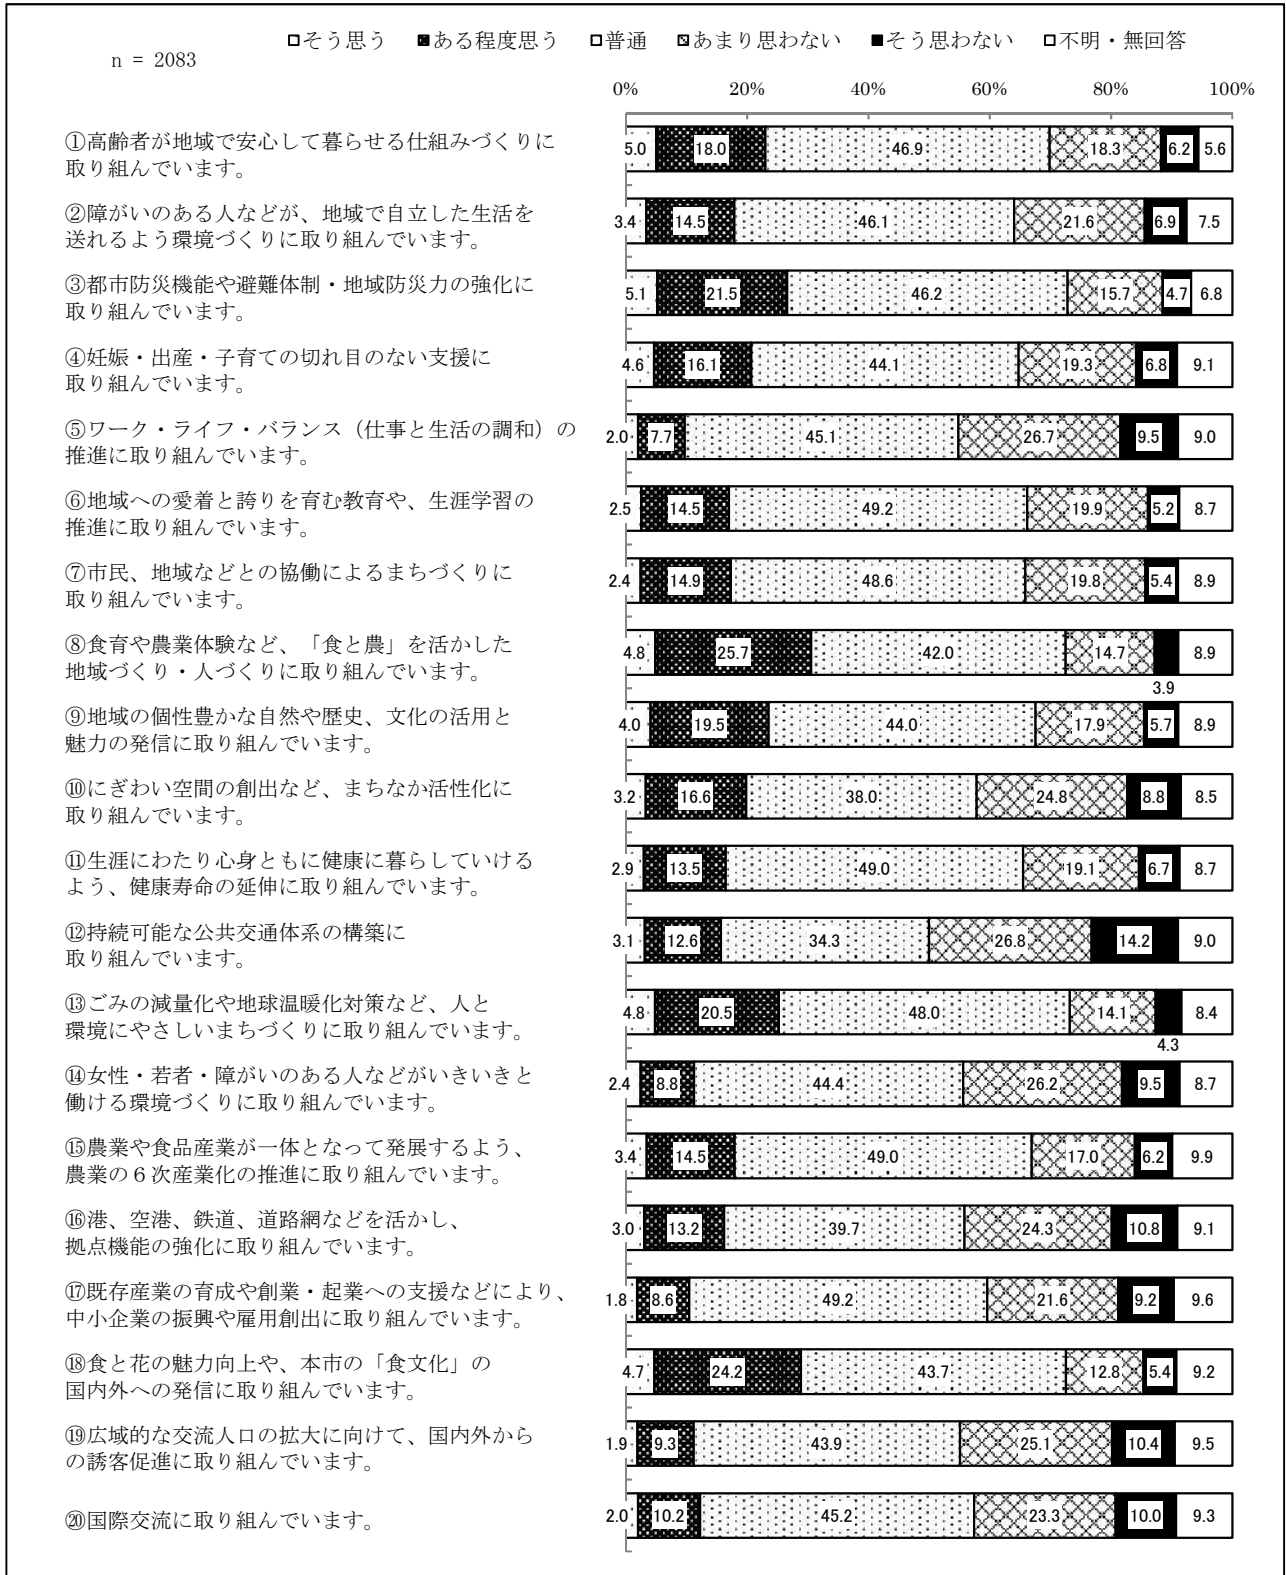 □そう思う ■ある程度思う □普通 ☒あまり思わない ■そう思わない □不明・無回答
n = 2083
0% 20% 40% 60% 80% 100%
①高齢者が地域で安心して暮らせる仕組みづくりに
取り組んでいます。
5.0 18.0 46.9 18.3 6.2 5.6
②障がいのある人などが、地域で自立した生活を
送れるよう環境づくりに取り組んでいます。
3.4 14.5 46.1 21.6 6.9 7.5
③都市防災機能や避難体制・地域防災力の強化に
取り組んでいます。
5.1 21.5 46.2 15.7 4.7 6.8
④妊娠・出産・子育ての切れ目のない支援に
取り組んでいます。
4.6 16.1 44.1 19.3 6.8 9.1
⑤ワーク・ライフ・バランス（仕事と生活の調和）の
推進に取り組んでいます。
2.0 7.7 45.1 26.7 9.5 9.0
⑥地域への愛着と誇りを育む教育や、生涯学習の
推進に取り組んでいます。
2.5 14.5 49.2 19.9 5.2 8.7
⑦市民、地域などとの協働によるまちづくりに
取り組んでいます。
2.4 14.9 48.6 19.8 5.4 8.9
⑧食育や農業体験など、「食と農」を活かした
地域づくり・人づくりに取り組んでいます。
4.8 25.7 42.0 14.7 3.9 8.9
⑨地域の個性豊かな自然や歴史、文化の活用と
魅力の発信に取り組んでいます。
4.0 19.5 44.0 17.9 5.7 8.9
⑩にぎわい空間の創出など、まちなか活性化に
取り組んでいます。
3.2 16.6 38.0 24.8 8.8 8.5
⑪生涯にわたり心身ともに健康に暮らしていける
よう、健康寿命の延伸に取り組んでいます。
2.9 13.5 49.0 19.1 6.7 8.7
⑫持続可能な公共交通体系の構築に
取り組んでいます。
3.1 12.6 34.3 26.8 14.2 9.0
⑬ごみの減量化や地球温暖化対策など、人と
環境にやさしいまちづくりに取り組んでいます。
4.8 20.5 48.0 14.1 4.3 8.4
⑭女性・若者・障がいのある人などがいきいきと
働ける環境づくりに取り組んでいます。
2.4 8.8 44.4 26.2 9.5 8.7
⑮農業や食品産業が一体となって発展するよう、
農業の６次産業化の推進に取り組んでいます。
3.4 14.5 49.0 17.0 6.2 9.9
⑯港、空港、鉄道、道路網などを活かし、
拠点機能の強化に取り組んでいます。
3.0 13.2 39.7 24.3 10.8 9.1
⑰既存産業の育成や創業・起業への支援などにより、
中小企業の振興や雇用創出に取り組んでいます。
1.8 8.6 49.2 21.6 9.2 9.6
⑱食と花の魅力向上や、本市の「食文化」の
国内外への発信に取り組んでいます。
4.7 24.2 43.7 12.8 5.4 9.2
⑲広域的な交流人口の拡大に向けて、国内外から
の誘客促進に取り組んでいます。
1.9 9.3 43.9 25.1 10.4 9.5
⑳国際交流に取り組んでいます。
2.0 10.2 45.2 23.3 10.0 9.3